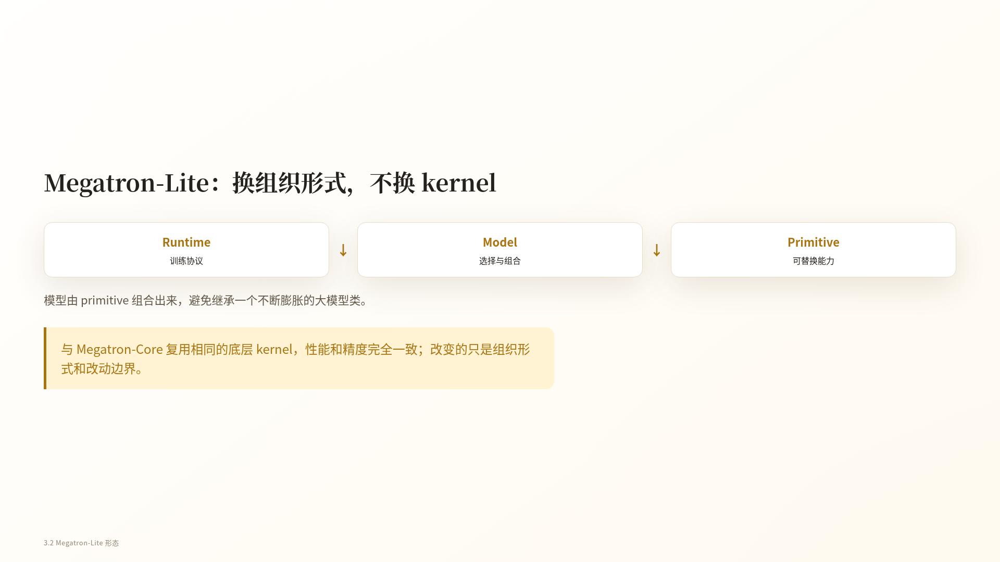 Megatron-Lite：换组织形式，不换 kernel
Runtime
训练协议
↓
Model
选择与组合
↓
Primitive
可替换能力
模型由 primitive 组合出来，避免继承一个不断膨胀的大模型类。
与 Megatron-Core 复用相同的底层 kernel，性能和精度完全一致；改变的只是组织形
式和改动边界。
3.2 Megatron-Lite 形态